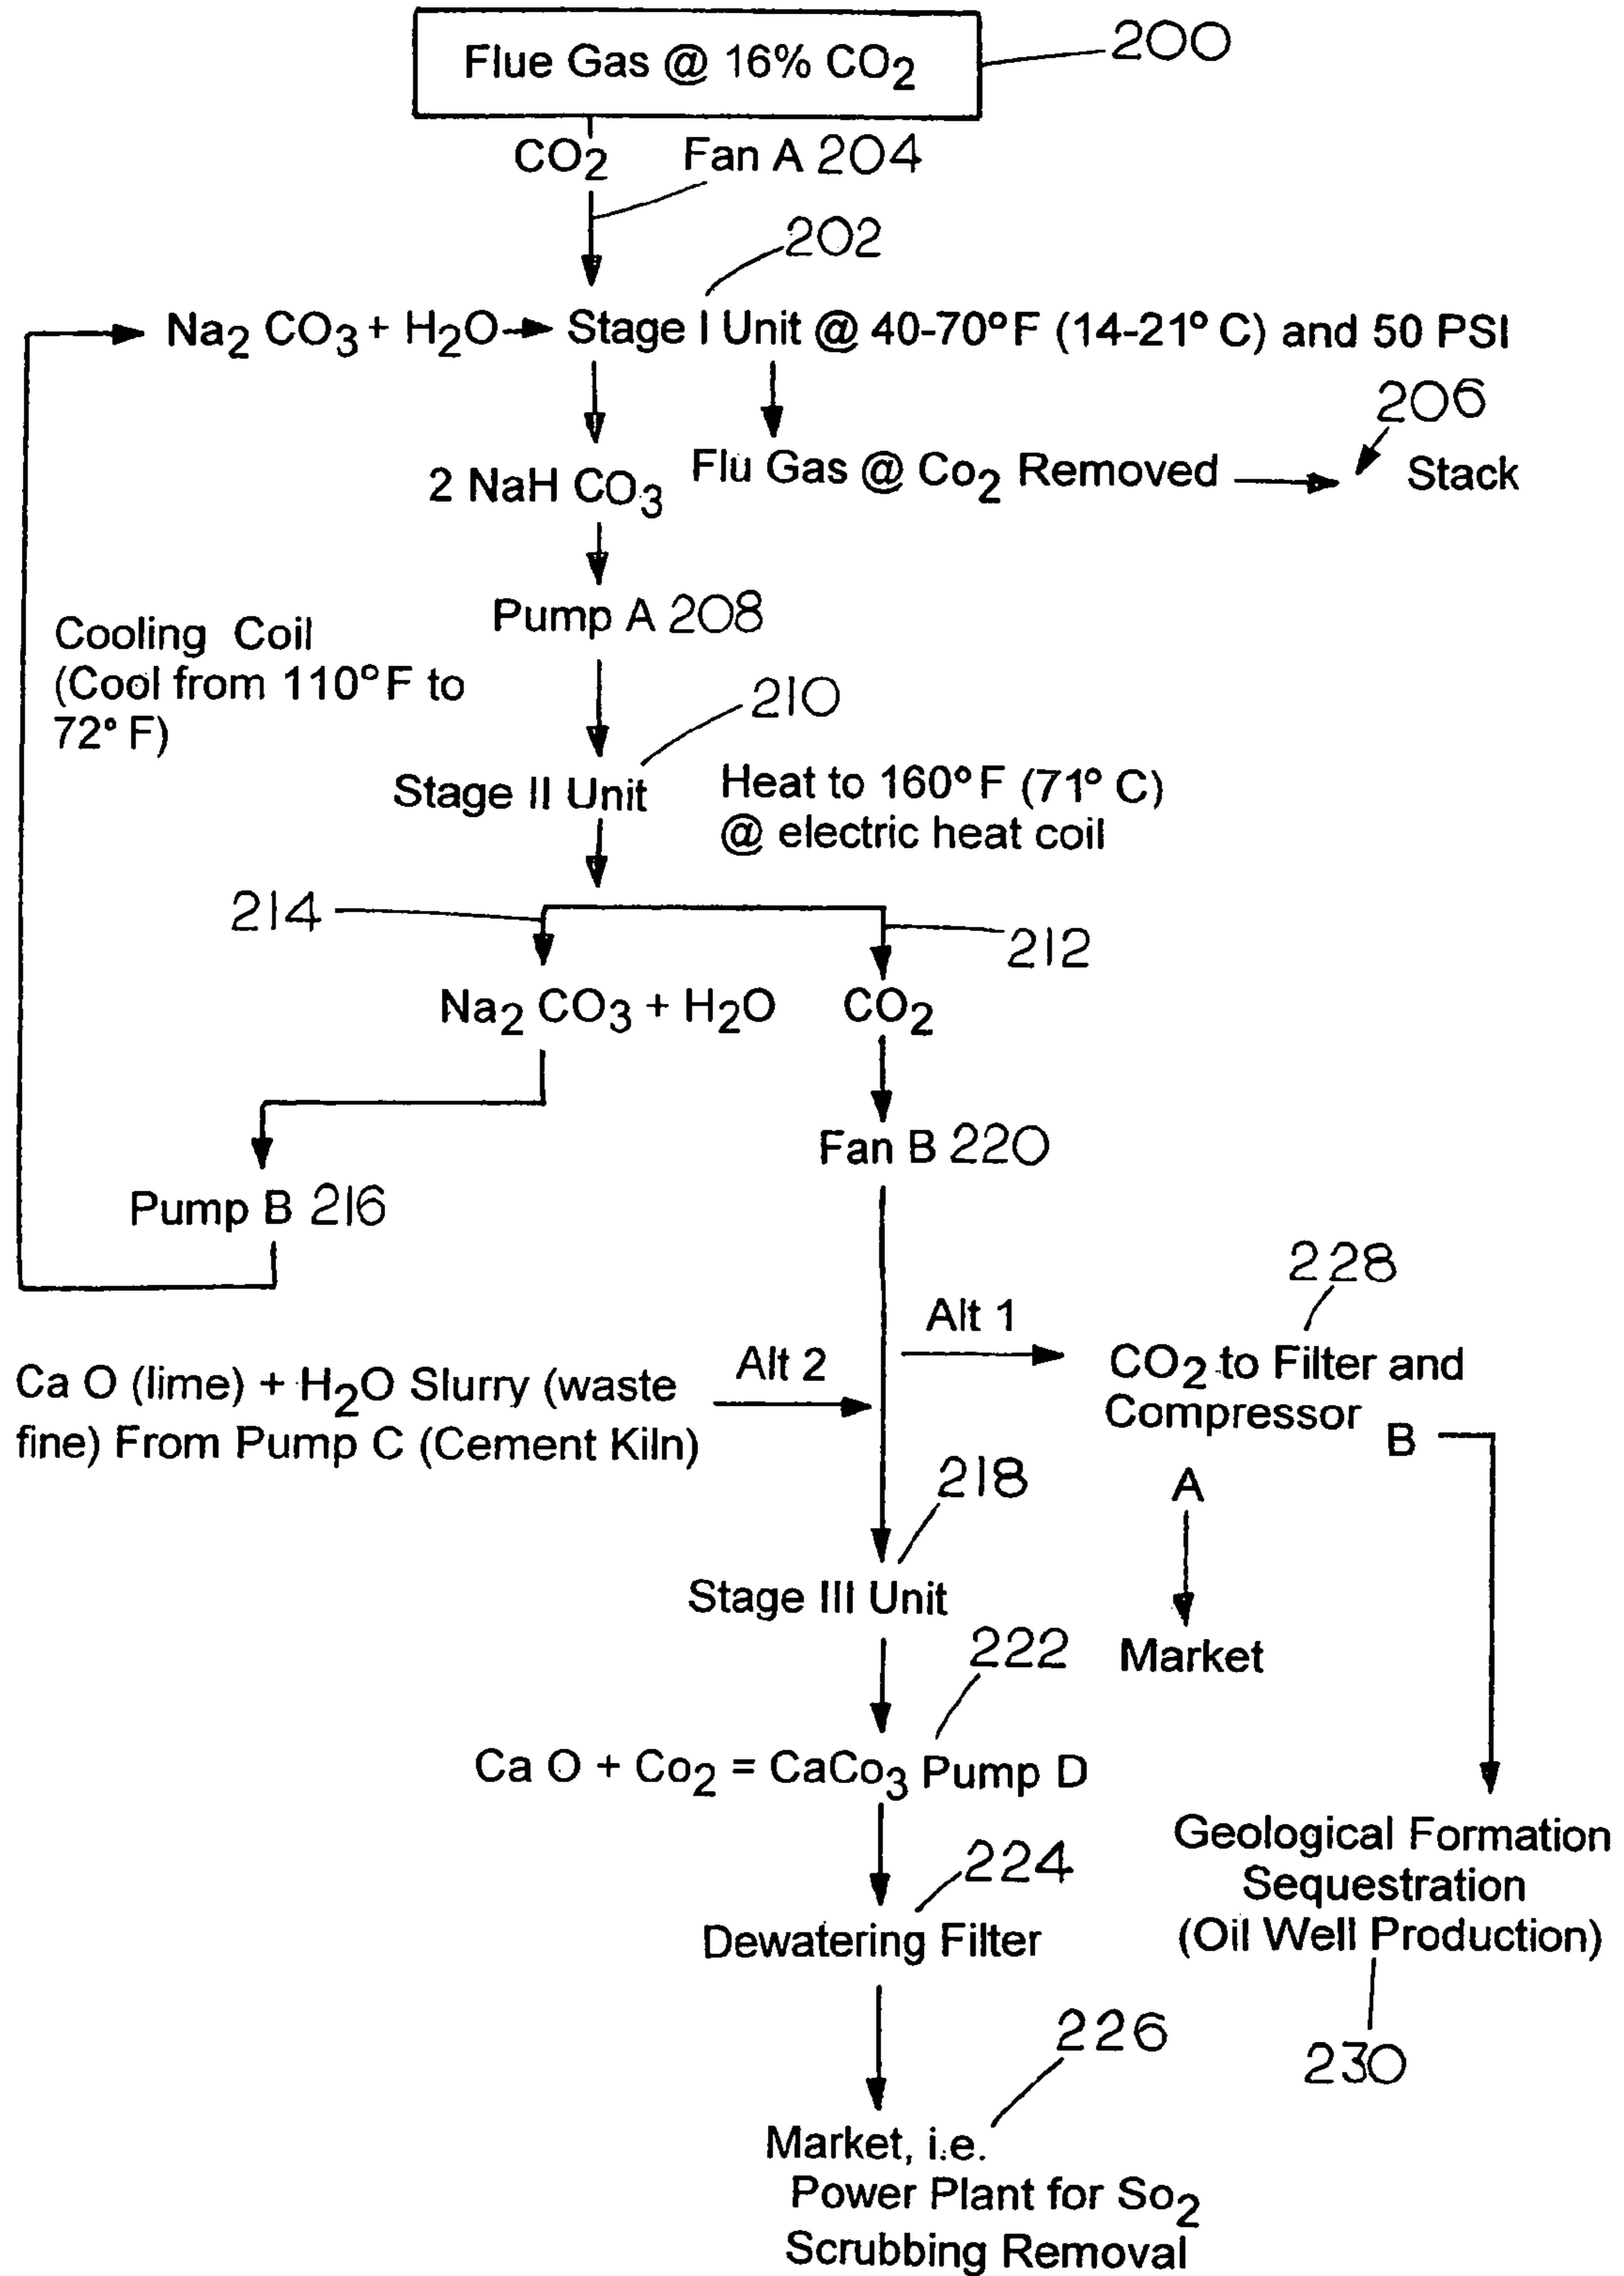 Flue Gas @ 16% CO2
200
CO2
Fan A 204
202
Na2 CO3 + H2O
Stage I Unit @ 40-70° F (14-21° C) and 50 PSI
206
2 NaH CO3
Flu Gas @ Co2 Removed
Stack
Pump A 208
Cooling Coil
(Cool from 110° F to
72° F)
210
Stage II Unit
Heat to 160° F (71° C)
@ electric heat coil
214
212
Na2 CO3 + H2O
CO2
Fan B 220
Pump B 216
228
Alt 1
CO2 to Filter and
Compressor
Alt 2
Ca O (lime) + H2O Slurry (waste
fine) From Pump C (Cement Kiln)
B
A
218
Stage III Unit
222
Market
Ca O + Co2 = CaCo3 Pump D
224
Geological Formation
Sequestration
(Oil Well Production)
Dewatering Filter
226
230
Market, i.e.
Power Plant for So2
Scrubbing Removal